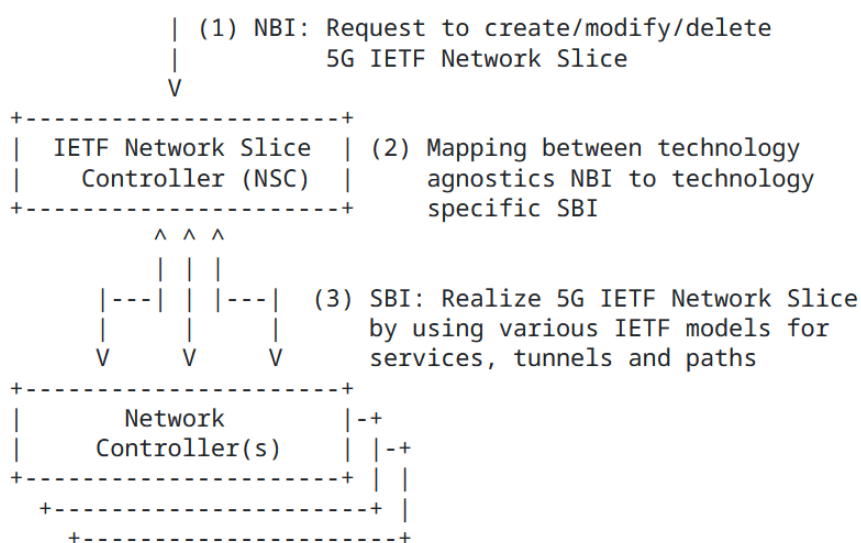 | (1) NBI: Request to create/modify/delete
| 5G IETF Network Slice
V
+----------------------+
| IETF Network Slice | (2) Mapping between technology
| Controller (NSC) | agnostics NBI to technology
+----------------------+ specific SBI
^ ^ ^
| | |
|---| | |---| (3) SBI: Realize 5G IETF Network Slice
| | | by using various IETF models for
V V V services, tunnels and paths
+----------------------+
| Network |-+
| Controller(s) | |-+
+----------------------+ | |
+----------------------+ |
+----------------------+